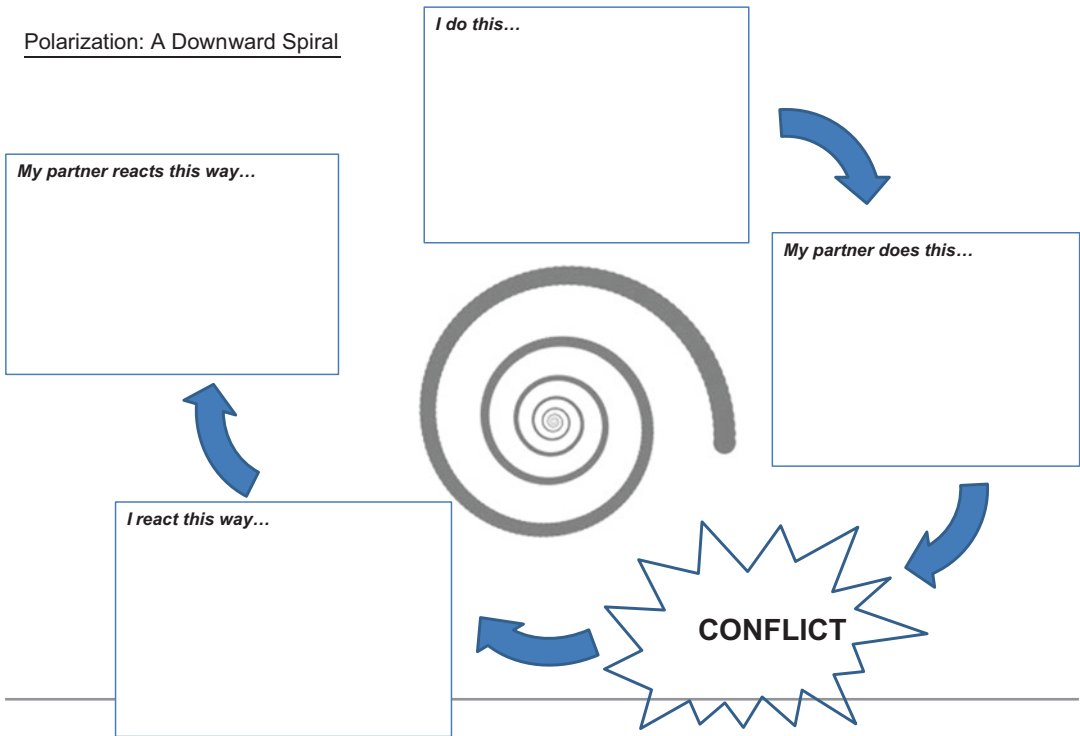 Polarization: A Downward Spiral
I do this…
My partner does this…
CONFLICT
I react this way…
My partner reacts this way…